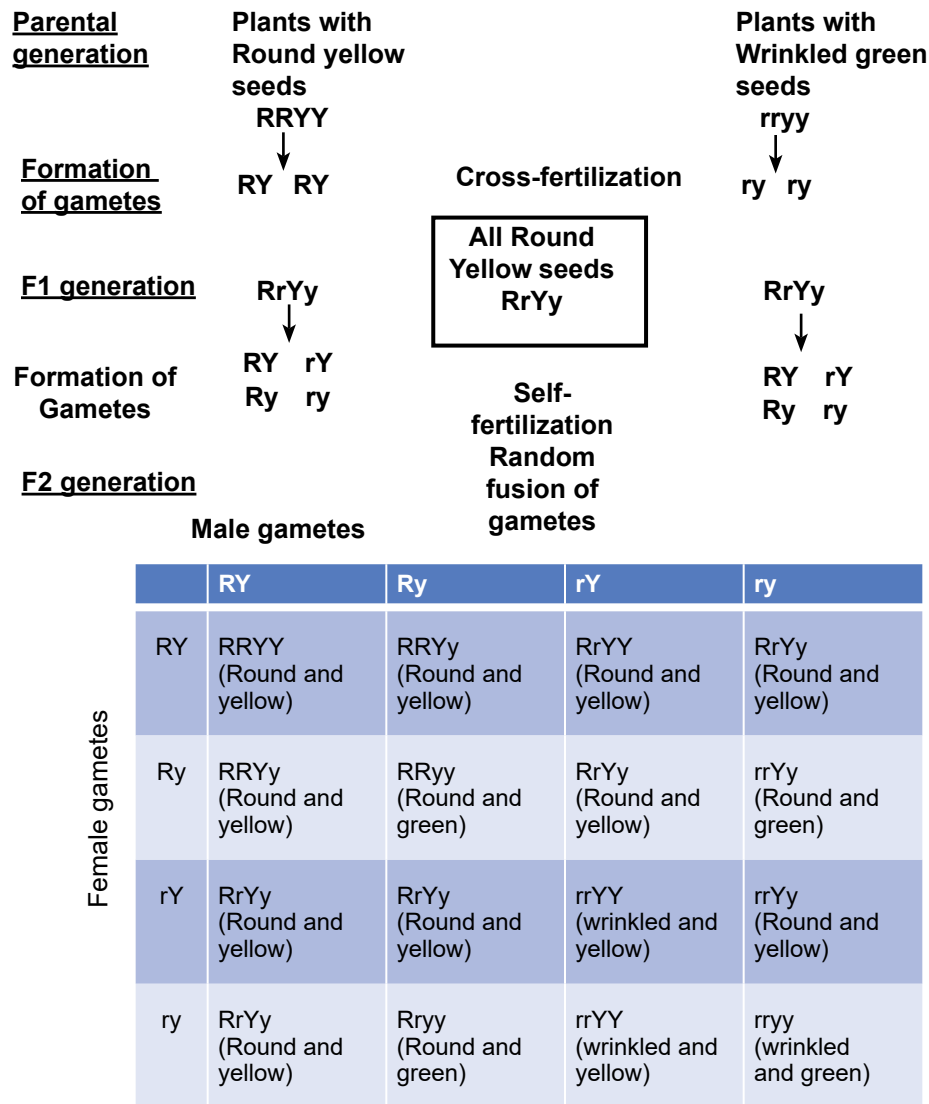 Parental
generation
Plants with
Round yellow
seeds
RRYY
Plants with
Wrinkled green
seeds
rryy
Formation
of gametes
RY RY
Cross-fertilization
ry ry
All Round
Yellow seeds
RrYy
F1 generation
RrYy
RrYy
Formation of
Gametes
RY rY
Ry ry
Self-
fertilization
Random
fusion of
gametes
RY rY
Ry ry
F2 generation
Male gametes
Female gametes
RY Ry rY ry
RY RRYY RRYy RrYY RrYy
(Round and (Round and (Round and (Round and
yellow) yellow) yellow) yellow)
Ry RRYy RRyy RrYy rrYy
(Round and (Round and (Round and (Round and
yellow) green) yellow) green)
rY RrYy RrYy rrYY rrYy
(Round and (Round and (wrinkled and (Round and
yellow) yellow) yellow) yellow)
ry RrYy Rryy rrYY rryy
(Round and (Round and (wrinkled and (wrinkled
yellow) green) yellow) and green)